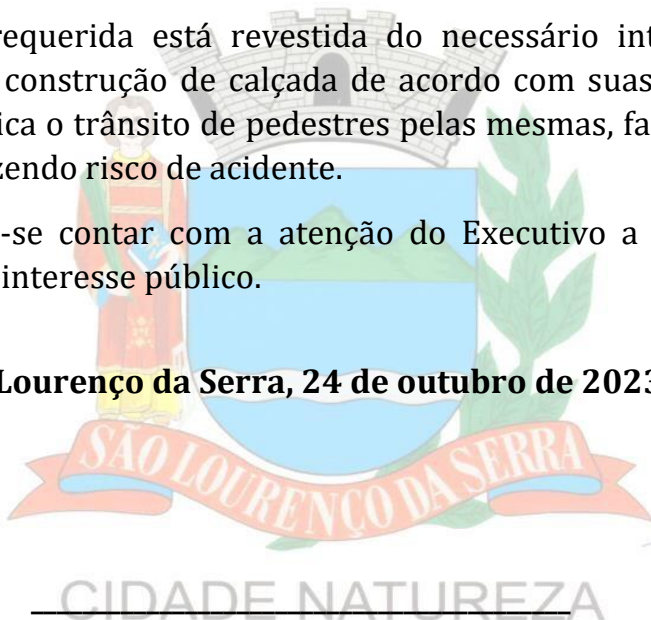 requerida está revestida do necessário int
construção de calçada de acordo com suas
ica o trânsito de pedestres pelas mesmas, fa
zendo risco de acidente.
-se contar com a atenção do Executivo a
interesse público.
Lourenço da Serra, 24 de outubro de 2023
SÃO LOURENÇO DA SERRA
CIDADE NATUREZA